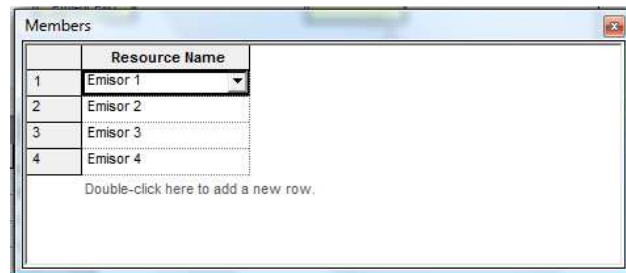 Members
Resource Name
1 Emisor 1
2 Emisor 2
3 Emisor 3
4 Emisor 4
Double-click here to add a new row.